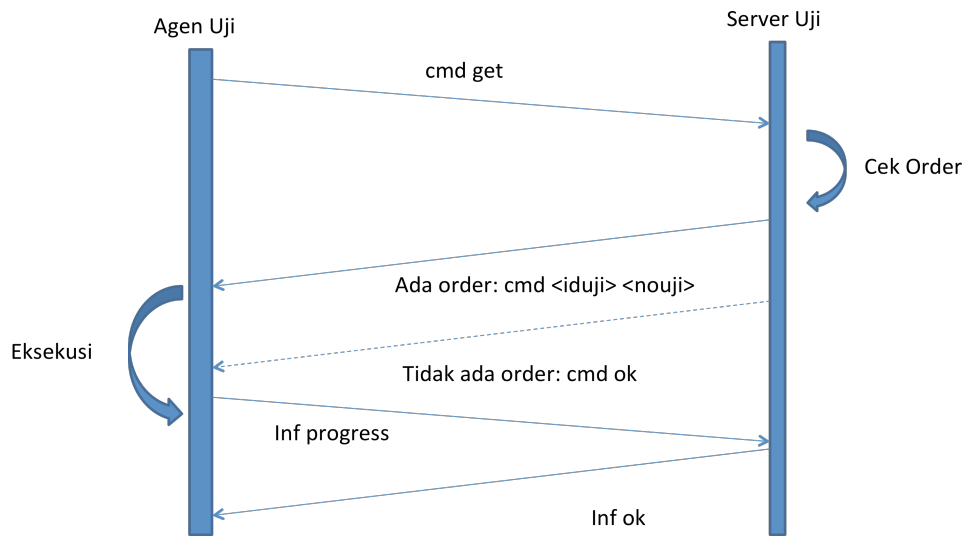 Agen Uji
Server Uji
cmd get
Cek Order
Ada order: cmd <iduji> <nouji>
Eksekusi
Tidak ada order: cmd ok
Inf progress
Inf ok